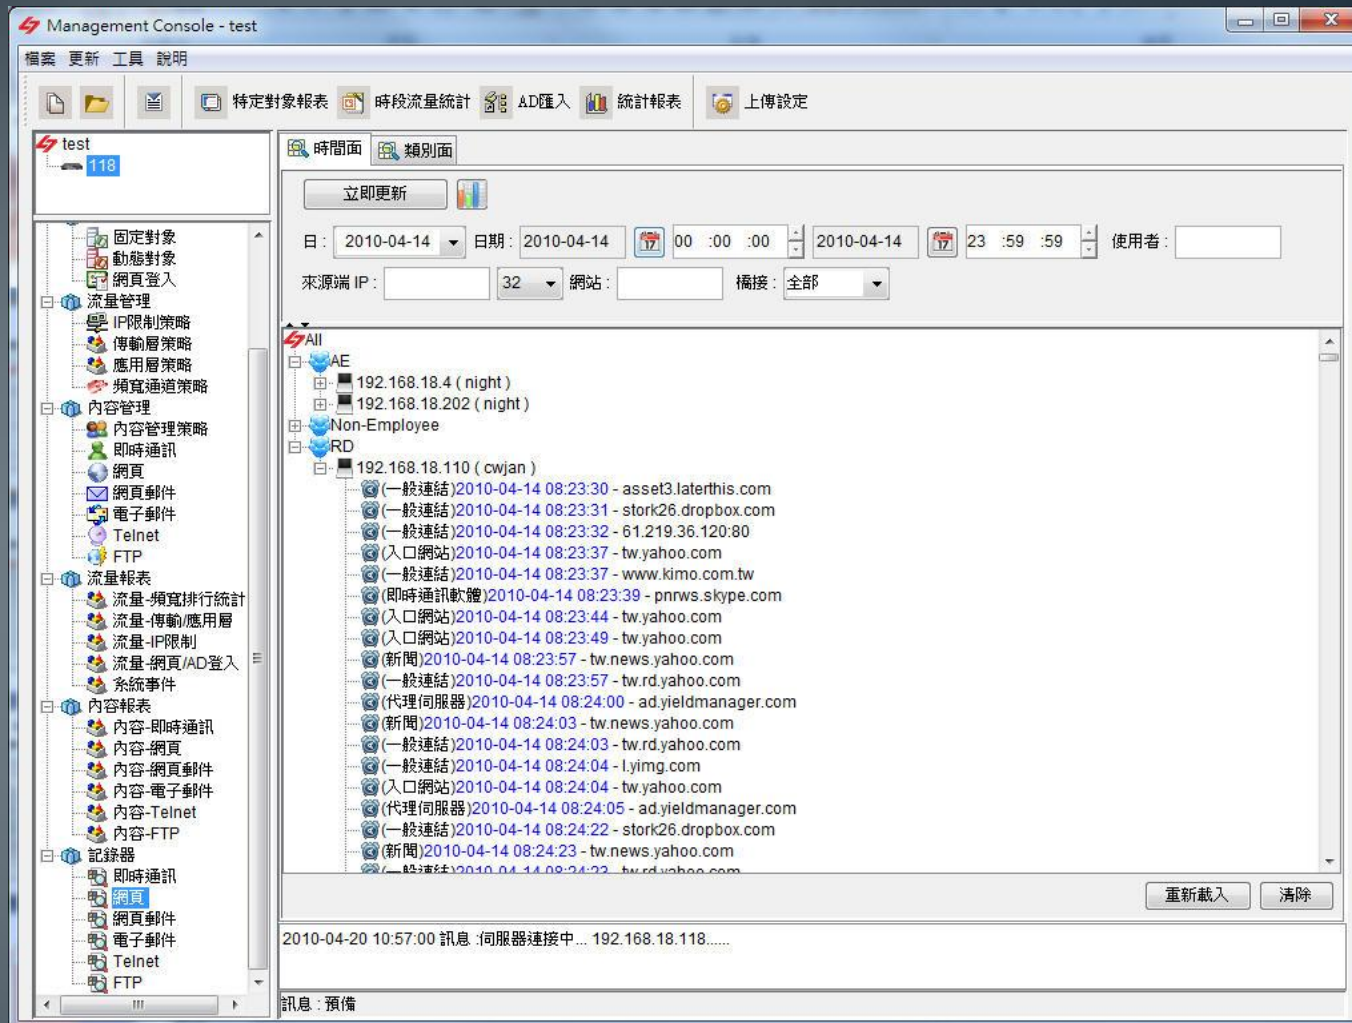 Management Console - test
檔案 更新 工具 說明
特定對象報表 時段流量統計 AD匯入 統計報表 上傳設定
test
118
固定對象
動態對象
網頁登入
流量管理
IP限制策略
傳輸層策略
應用層策略
頻寬通道策略
內容管理
內容管理策略
即時通訊
網頁
網頁郵件
電子郵件
Telnet
FTP
流量報表
流量-頻寬排行統計
流量-傳輸/應用層
流量-IP限制
流量-網頁/AD登入
系統事件
內容報表
內容-即時通訊
內容-網頁
內容-網頁郵件
內容-電子郵件
內容-Telnet
內容-FTP
記錄器
即時通訊
網頁
網頁郵件
電子郵件
Telnet
FTP
時間面 類別面
立即更新
日 : 2010-04-14 日期 : 2010-04-14 17 00 :00 :00 2010-04-14 17 23 :59 :59 使用者 :
來源端 IP : 32 網站 : 橋接 : 全部
All
AE
192.168.18.4 ( night )
192.168.18.202 ( night )
Non-Employee
RD
192.168.18.110 ( cwjan )
(一般連結)2010-04-14 08:23:30 - asset3.laterthis.com
(一般連結)2010-04-14 08:23:31 - stork26.dropbox.com
(一般連結)2010-04-14 08:23:32 - 61.219.36.120:80
(入口網站)2010-04-14 08:23:37 - tw.yahoo.com
(一般連結)2010-04-14 08:23:37 - www.kimo.com.tw
(即時通訊軟體)2010-04-14 08:23:39 - pnrws.skype.com
(入口網站)2010-04-14 08:23:44 - tw.yahoo.com
(入口網站)2010-04-14 08:23:49 - tw.yahoo.com
(新聞)2010-04-14 08:23:57 - tw.news.yahoo.com
(一般連結)2010-04-14 08:23:57 - tw.rd.yahoo.com
(代理伺服器)2010-04-14 08:24:00 - ad.yieldmanager.com
(新聞)2010-04-14 08:24:03 - tw.news.yahoo.com
(一般連結)2010-04-14 08:24:03 - tw.rd.yahoo.com
(一般連結)2010-04-14 08:24:04 - l.yimg.com
(入口網站)2010-04-14 08:24:04 - tw.yahoo.com
(代理伺服器)2010-04-14 08:24:05 - ad.yieldmanager.com
(一般連結)2010-04-14 08:24:22 - stork26.dropbox.com
(新聞)2010-04-14 08:24:23 - tw.news.yahoo.com
(一般連結)2010-04-14 08:24:23 - tw.rd.yahoo.com
重新載入 清除
2010-04-20 10:57:00 訊息 :伺服器連接中... 192.168.18.118......
訊息 : 預備